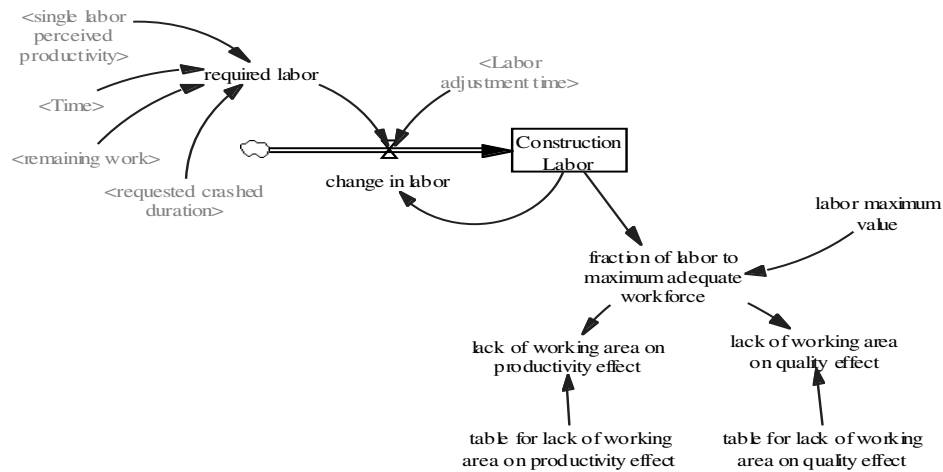 <single labor
perceived
productivity>
required labor
<Labor
adjustment time>
<Time>
<remaining work>
<requested crashed
duration>
Construction
Labor
change in labor
labor maximum
value
fraction of labor to
maximum adequate
workforce
lack of working area on
productivity effect
lack of working area
on quality effect
table for lack of working
area on productivity effect
table for lack of working
area on quality effect